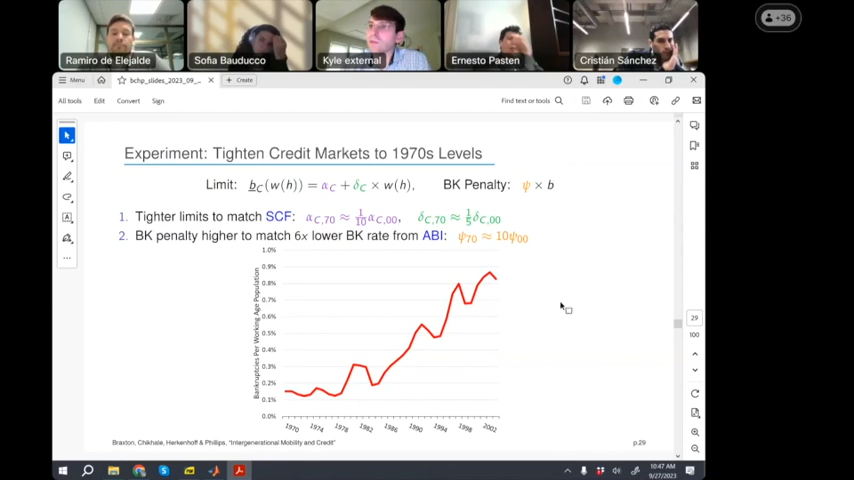 +36
Ramiro de Elejalde
Sofia Bauducco
Kyle external
Ernesto Pasten
Cristián Sánchez
Menu
bchp_slides_2023_09_...
Create
All tools
Edit
Convert
Sign
Find text or tools
Experiment: Tighten Credit Markets to 1970s Levels
Limit: b_C(w(h)) = α_C + δ_C × w(h), BK Penalty: ψ × b
1. Tighter limits to match SCF: α_{C,70} ≈ 1/10 α_{C,00}, δ_{C,70} ≈ 1/5 δ_{C,00}
2. BK penalty higher to match 6x lower BK rate from ABI: ψ_70 ≈ 10ψ_00
Bankruptcies Per Working Age Population
1.0%
0.9%
0.8%
0.7%
0.6%
0.5%
0.4%
0.3%
0.2%
0.1%
0.0%
1970
1974
1978
1982
1986
1990
1994
1998
2002
Braxton, Chikhale, Herkenhoff & Phillips, "Intergenerational Mobility and Credit"
p.29
29
100
10:47 AM
9/27/2023